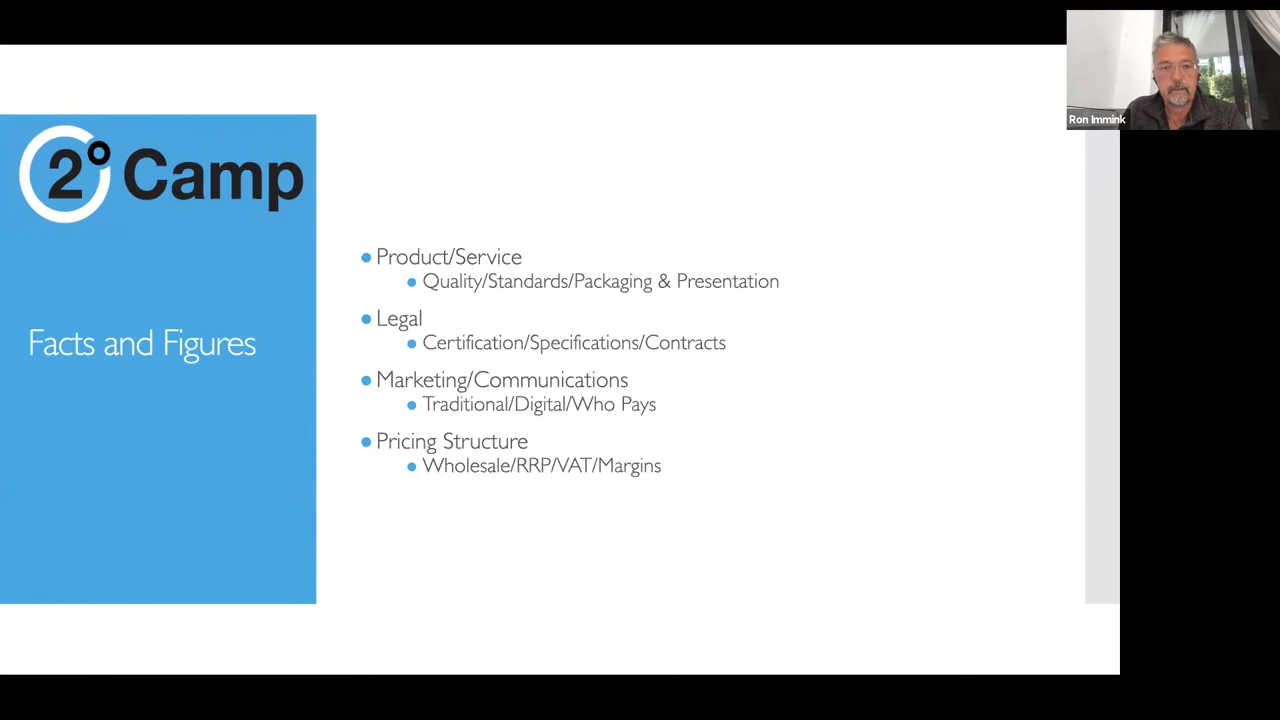 Ron Immink
2° Camp
Facts and Figures
Product/Service
Quality/Standards/Packaging & Presentation
Legal
Certification/Specifications/Contracts
Marketing/Communications
Traditional/Digital/Who Pays
Pricing Structure
Wholesale/RRP/VAT/Margins